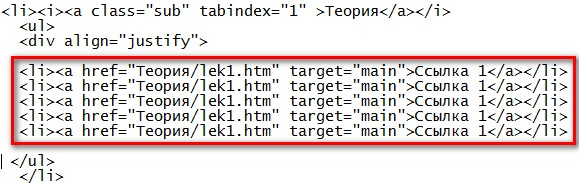 <li><i><a class="sub" tabindex="1" >Теория</a></i>
<ul>
<div align="justify">
<li><a href="Теория/lek1.htm" target="main">Ссылка 1</a></li>
<li><a href="Теория/lek1.htm" target="main">Ссылка 1</a></li>
<li><a href="Теория/lek1.htm" target="main">Ссылка 1</a></li>
<li><a href="Теория/lek1.htm" target="main">Ссылка 1</a></li>
<li><a href="Теория/lek1.htm" target="main">Ссылка 1</a></li>
</ul>
</li>